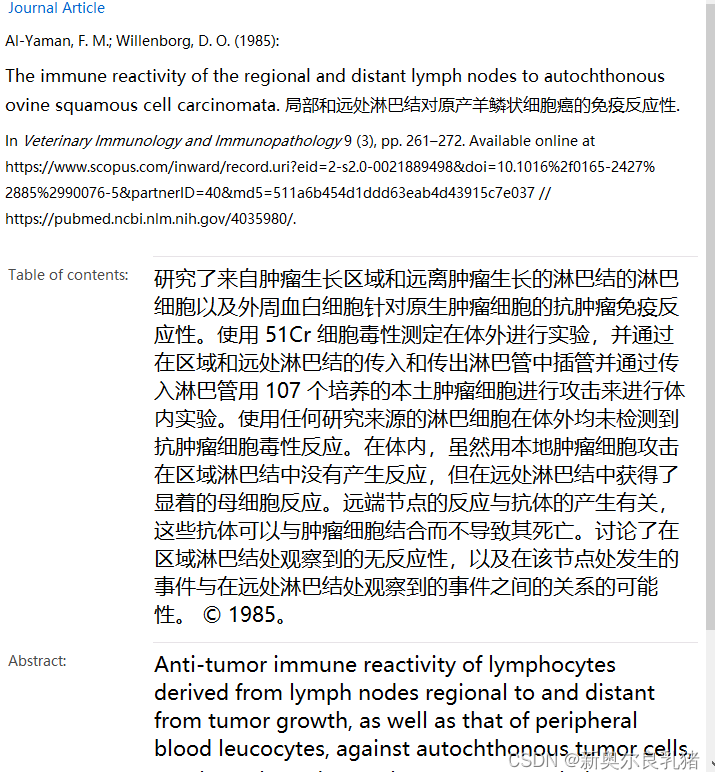 Journal Article
Al-Yaman, F. M.; Willenborg, D. O. (1985):
The immune reactivity of the regional and distant lymph nodes to autochthonous
ovine squamous cell carcinomata. 局部和远处淋巴结对原产羊鳞状细胞癌的免疫反应性.
In Veterinary Immunology and Immunopathology 9 (3), pp. 261–272. Available online at
https://www.scopus.com/inward/record.uri?eid=2-s2.0-0021889498&doi=10.1016%2f0165-2427%
2885%2990076-5&partnerID=40&md5=511a6b454d1ddd63eab4d43915c7e037 //
https://pubmed.ncbi.nlm.nih.gov/4035980/.
Table of contents:
研究了来自肿瘤生长区域和远离肿瘤生长的淋巴结的淋巴
细胞以及外周血白细胞针对原生肿瘤细胞的抗肿瘤免疫反
应性。使用 51Cr 细胞毒性测定在体外进行实验，并通过
在区域和远处淋巴结的传入和传出淋巴管中插管并通过传
入淋巴管用 107 个培养的本土肿瘤细胞进行攻击来进行体
内实验。使用任何研究来源的淋巴细胞在体外均未检测到
抗肿瘤细胞毒性反应。在体内，虽然用本地肿瘤细胞攻击
在区域淋巴结中没有产生反应，但在远处淋巴结中获得了
显着的母细胞反应。远端节点的反应与抗体的产生有关，
这些抗体可以与肿瘤细胞结合而不导致其死亡。讨论了在
区域淋巴结处观察到的无反应性，以及在该节点处发生的
事件与在远处淋巴结处观察到的事件之间的关系的可能
性。 © 1985。
Abstract:
Anti-tumor immune reactivity of lymphocytes
derived from lymph nodes regional to and distant
from tumor growth, as well as that of peripheral
blood leucocytes, against autochthonous tumor cells,
CSDN @新奥尔良乳猪